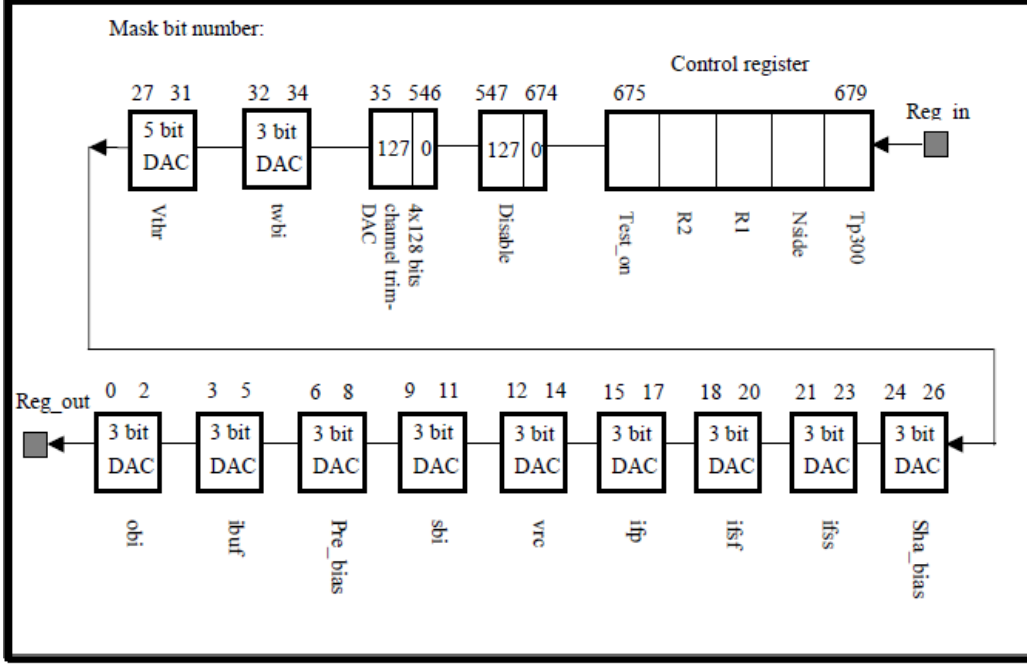 Mask bit number:
Control register
27 31 32 34 35 546 547 674 675 679
Reg_in
5 bit
DAC
3 bit
DAC
127 0
127 0
Vthr
twbi
4x128 bits
channel trim-
DAC
Disable
Test_on
R2
R1
Nside
Tp300
Reg_out
0 2 3 5 6 8 9 11 12 14 15 17 18 20 21 23 24 26
3 bit
DAC
3 bit
DAC
3 bit
DAC
3 bit
DAC
3 bit
DAC
3 bit
DAC
3 bit
DAC
3 bit
DAC
3 bit
DAC
obi
ibuf
Pre_bias
sbi
vrc
ifp
ifsf
ifss
Sha_bias